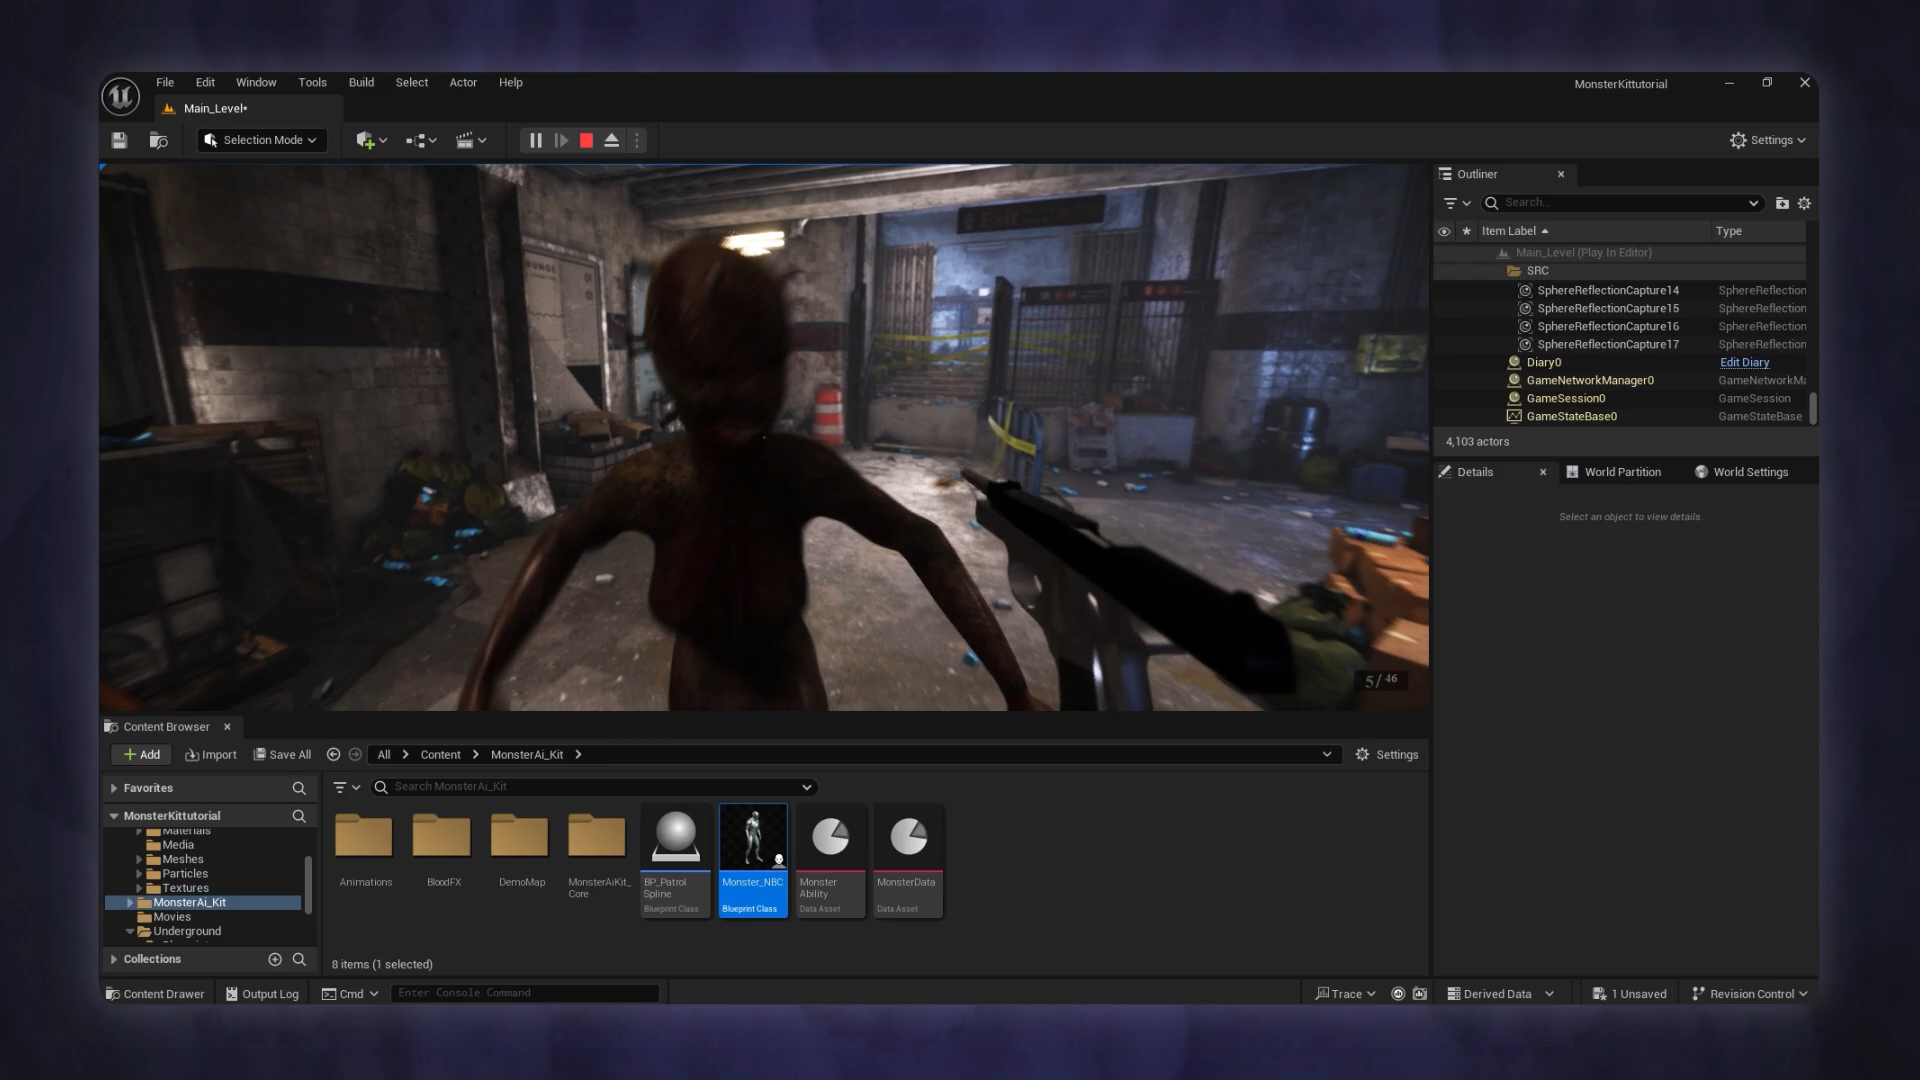 File Edit Window Tools Build Select Actor Help
MonsterKittutorial
Main_Level*
Selection Mode
Settings
Exit
5/46
Outliner
Search...
Item Label Type
Main_Level (Play In Editor)
SRC
SphereReflectionCapture14 SphereReflection
SphereReflectionCapture15 SphereReflection
SphereReflectionCapture16 SphereReflection
SphereReflectionCapture17 SphereReflection
Diary0 Edit Diary
GameNetworkManager0 GameNetworkMa
GameSession0 GameSession
GameStateBase0 GameStateBase
4,103 actors
Details World Partition World Settings
Select an object to view details.
Content Browser
Add Import Save All All Content MonsterAi_Kit Settings
Favorites
MonsterKittutorial
Materials
Media
Meshes
Particles
Textures
MonsterAi_Kit
Movies
Underground
Collections
Search MonsterAi_Kit
Animations
BloodFX
DemoMap
MonsterAiKit_
Core
BP_Patrol
Spline
Blueprint Class
Monster_NBC
Blueprint Class
Monster
Ability
Data Asset
MonsterData
Data Asset
8 items (1 selected)
Content Drawer Output Log Cmd Enter Console Command Trace Derived Data 1 Unsaved Revision Control